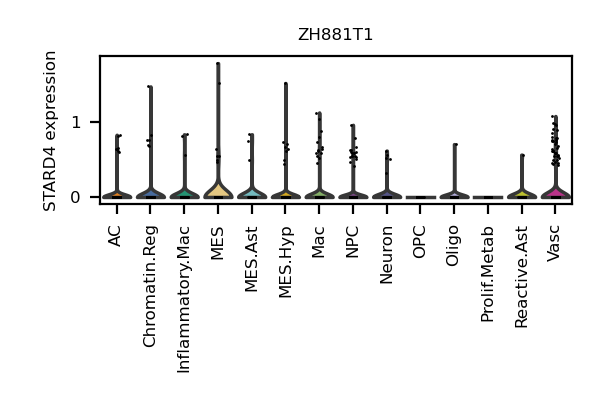 ZH881T1
STARD4 expression
1
0
AC
Chromatin.Reg
Inflammatory.Mac
MES
MES.Ast
MES.Hyp
Mac
NPC
Neuron
OPC
Oligo
Prolif.Metab
Reactive.Ast
Vasc